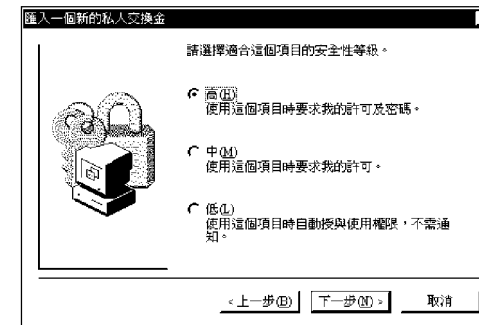 匯入一個新的私人交換金
請選擇適合這個項目的安全性等級。
高(H)
使用這個項目時要求我的許可及密碼。
中(M)
使用這個項目時要求我的許可。
低(L)
使用這個項目時自動授與使用權限,不需通
知。
<上一步(B)
下一步(N)>
取消